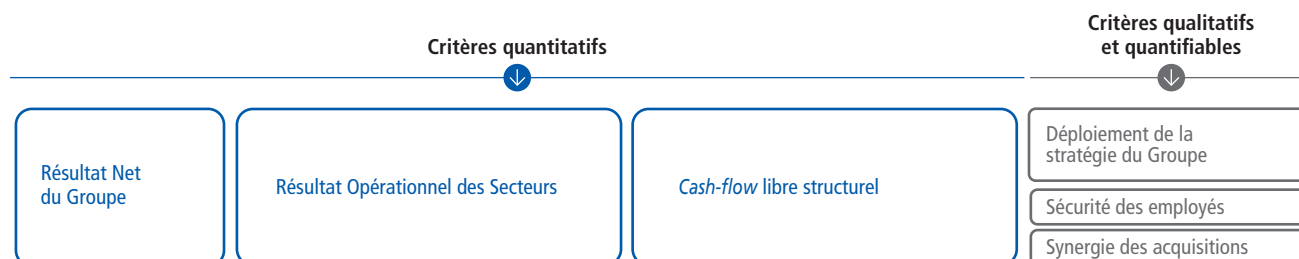 Critères quantitatifs
Critères qualitatifs
et quantifiables
Résultat Net
du Groupe
Résultat Opérationnel des Secteurs
Cash-flow libre structurel
Déploiement de la
stratégie du Groupe
Sécurité des employés
Synergie des acquisitions